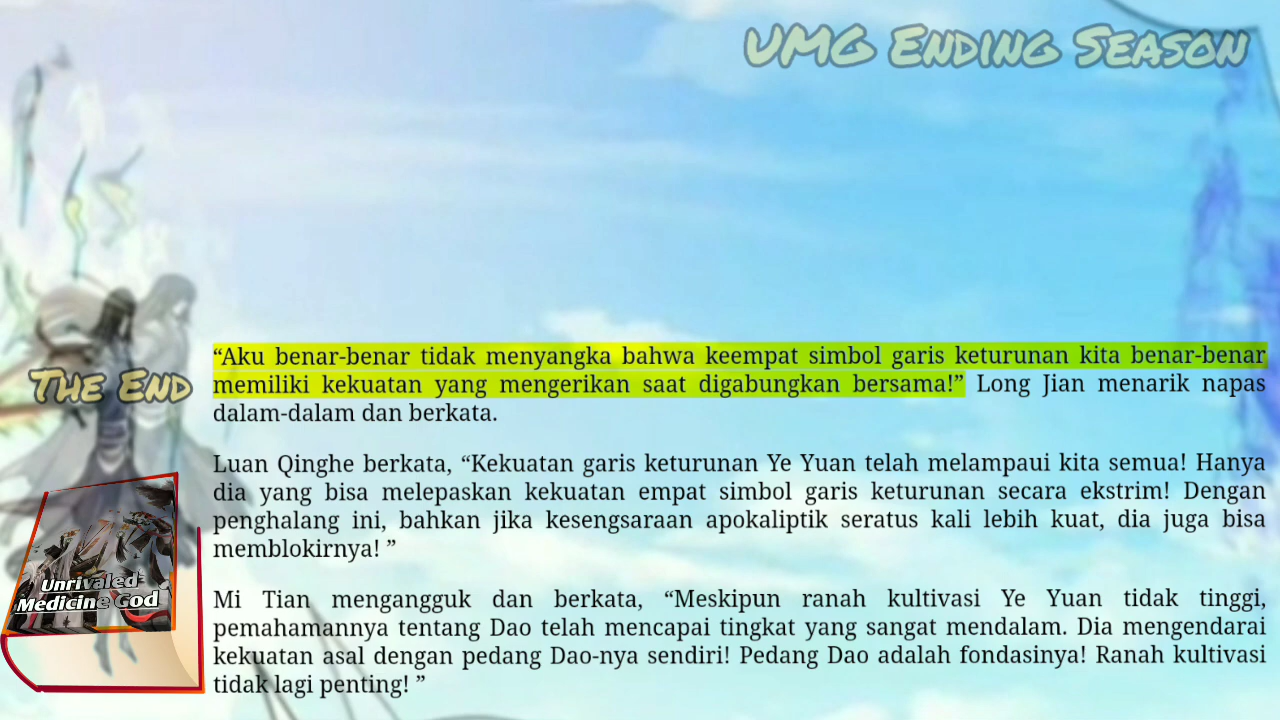 UMG Ending Season
“Aku benar-benar tidak menyangka bahwa keempat simbol garis keturunan kita benar-benar
memiliki kekuatan yang mengerikan saat digabungkan bersama!” Long Jian menarik napas
dalam-dalam dan berkata.
The End
Luan Qinghe berkata, “Kekuatan garis keturunan Ye Yuan telah melampaui kita semua! Hanya
dia yang bisa melepaskan kekuatan empat simbol garis keturunan secara ekstrim! Dengan
penghalang ini, bahkan jika kesengsaraan apokaliptik seratus kali lebih kuat, dia juga bisa
memblokirnya! ”
Unrivaled
Medicine God
Mi Tian mengangguk dan berkata, “Meskipun ranah kultivasi Ye Yuan tidak tinggi,
pemahamannya tentang Dao telah mencapai tingkat yang sangat mendalam. Dia mengendarai
kekuatan asal dengan pedang Dao-nya sendiri! Pedang Dao adalah fondasinya! Ranah kultivasi
tidak lagi penting! ”